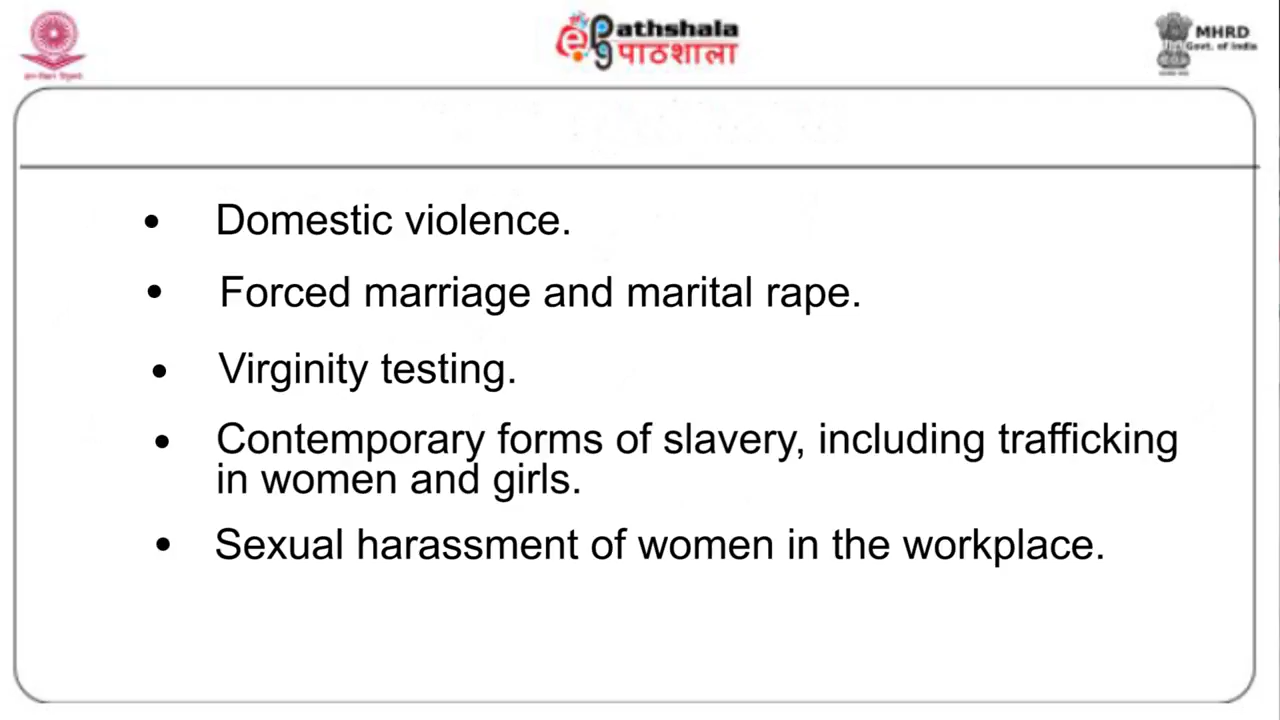 ePathshala
पाठशाला
MHRD
Govt. of India
• Domestic violence.
• Forced marriage and marital rape.
• Virginity testing.
• Contemporary forms of slavery, including trafficking
in women and girls.
• Sexual harassment of women in the workplace.